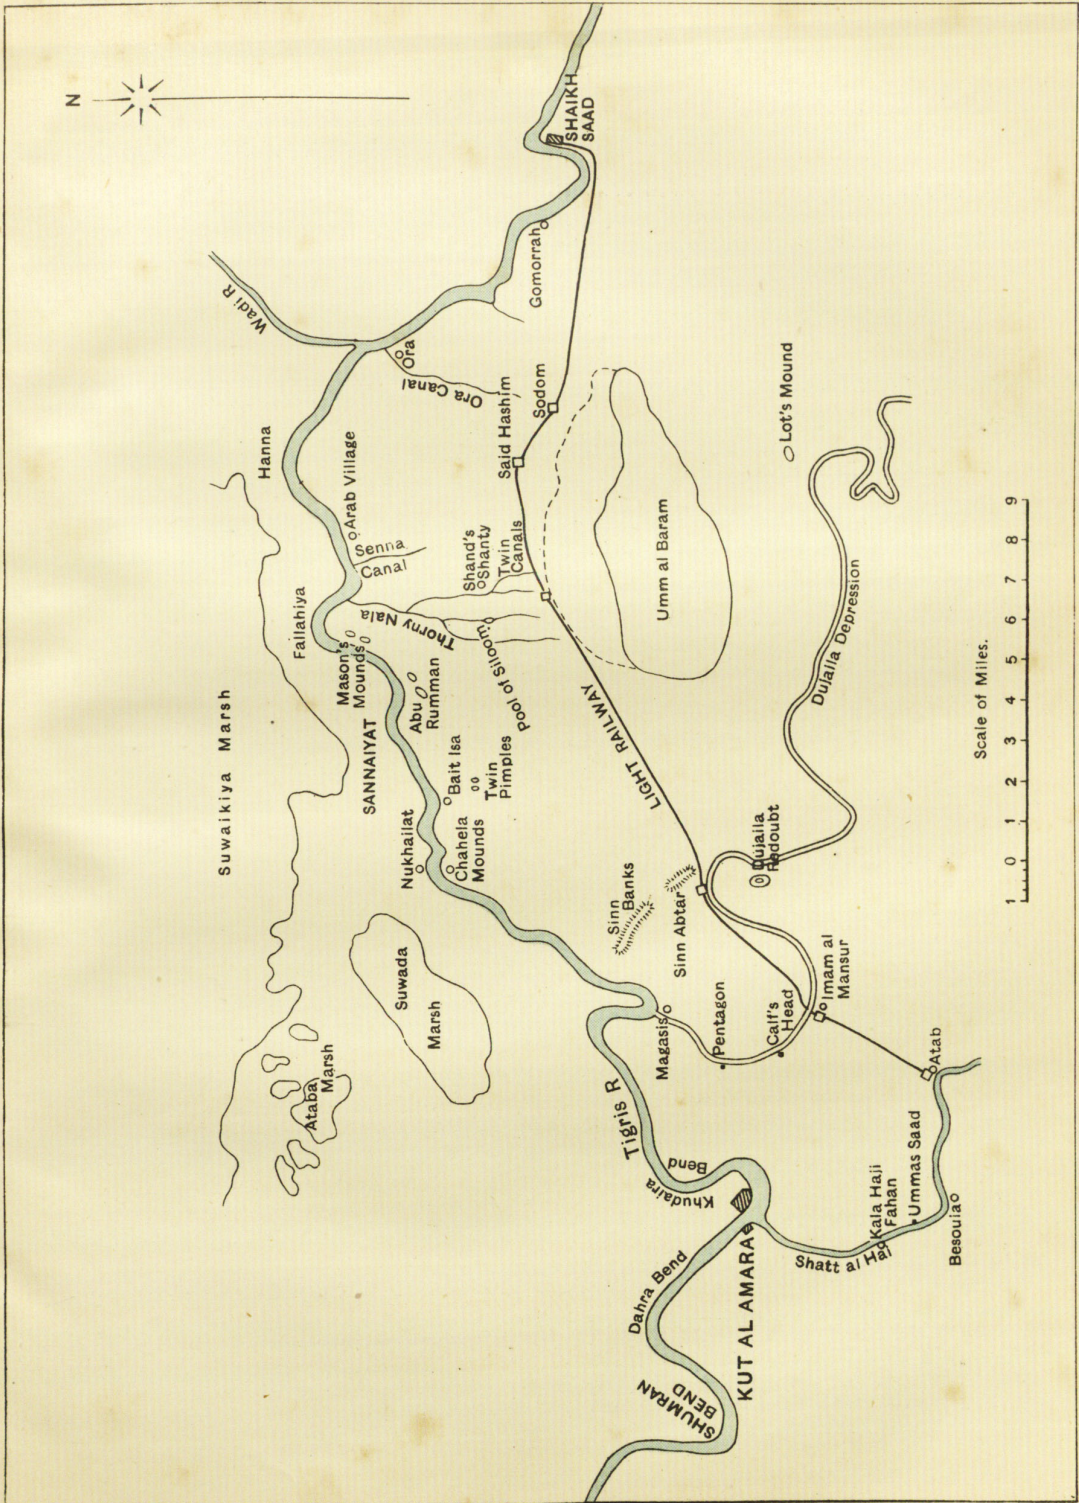 N
SHAIKH
SAAD
Wadi R
Gomorrah
Ora
Ora Canal
Hanna
Said Hashim
Sodom
Lot's Mound
Arab Village
Senna
Canal
Shand's
Shanty
Twin
Canals
Umm al Baram
Fallahiya
Thorny Nala
Mason's
Mounds
Pool of Siloom
Abu
Rumman
Suwaikiya Marsh
SANNAIYAT
Bait Isa
Twin
Pimples
LIGHT RAILWAY
Dujaila Depression
Nukhailat
Chahela
Mounds
Dujaila
Redoubt
Sinn
Banks
Sinn Abtar
Suwada
Marsh
Magasis
Pentagon
Calf's
Head
Imam al
Mansur
Ataba
Marsh
Tigris R
Atab
Khudaira
Bend
Kala Haji
Fahan
Ummas Saad
Besouia
Shatt al Hai
Dahra Bend
KUT AL AMARA
SHUMRAN
BEND
Scale of Miles.
1 0 1 2 3 4 5 6 7 8 9